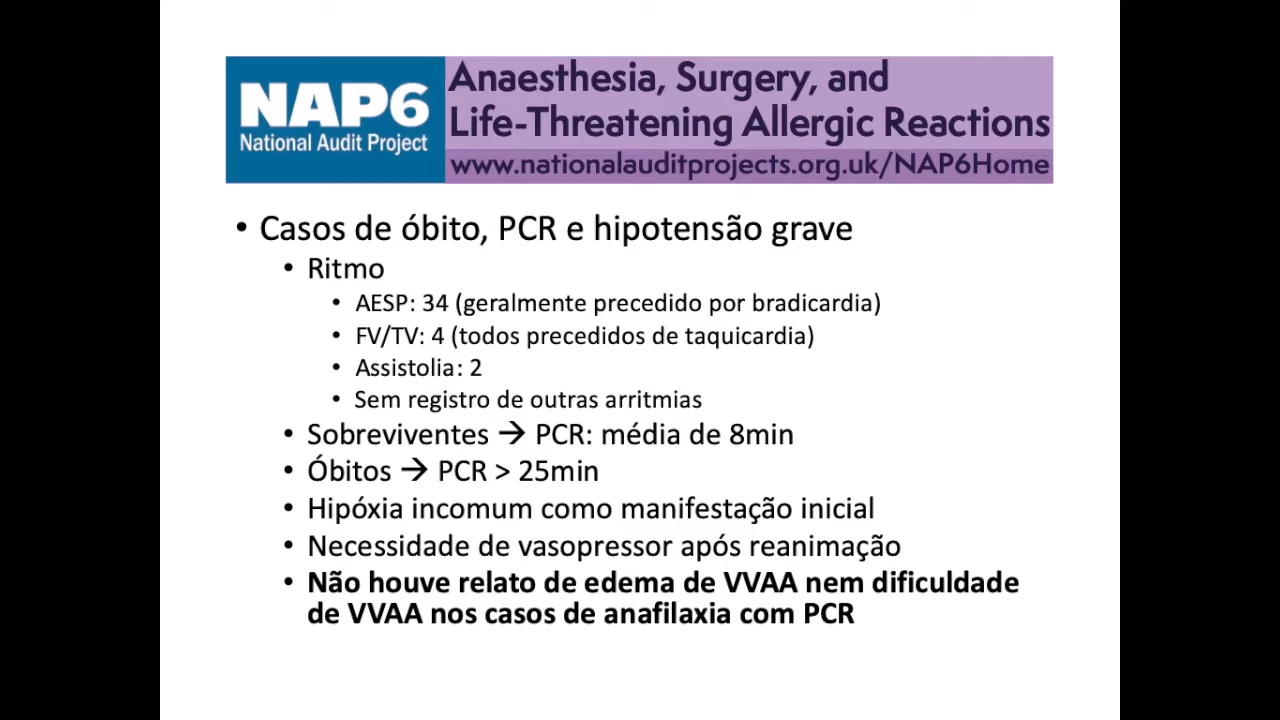 NAP6
National Audit Project
Anaesthesia, Surgery, and
Life-Threatening Allergic Reactions
www.nationalauditprojects.org.uk/NAP6Home
• Casos de óbito, PCR e hipotensão grave
• Ritmo
• AESP: 34 (geralmente precedido por bradicardia)
• FV/TV: 4 (todos precedidos de taquicardia)
• Assistolia: 2
• Sem registro de outras arritmias
• Sobreviventes → PCR: média de 8min
• Óbitos → PCR > 25min
• Hipóxia incomum como manifestação inicial
• Necessidade de vasopressor após reanimação
• Não houve relato de edema de VVAA nem dificuldade
de VVAA nos casos de anafilaxia com PCR